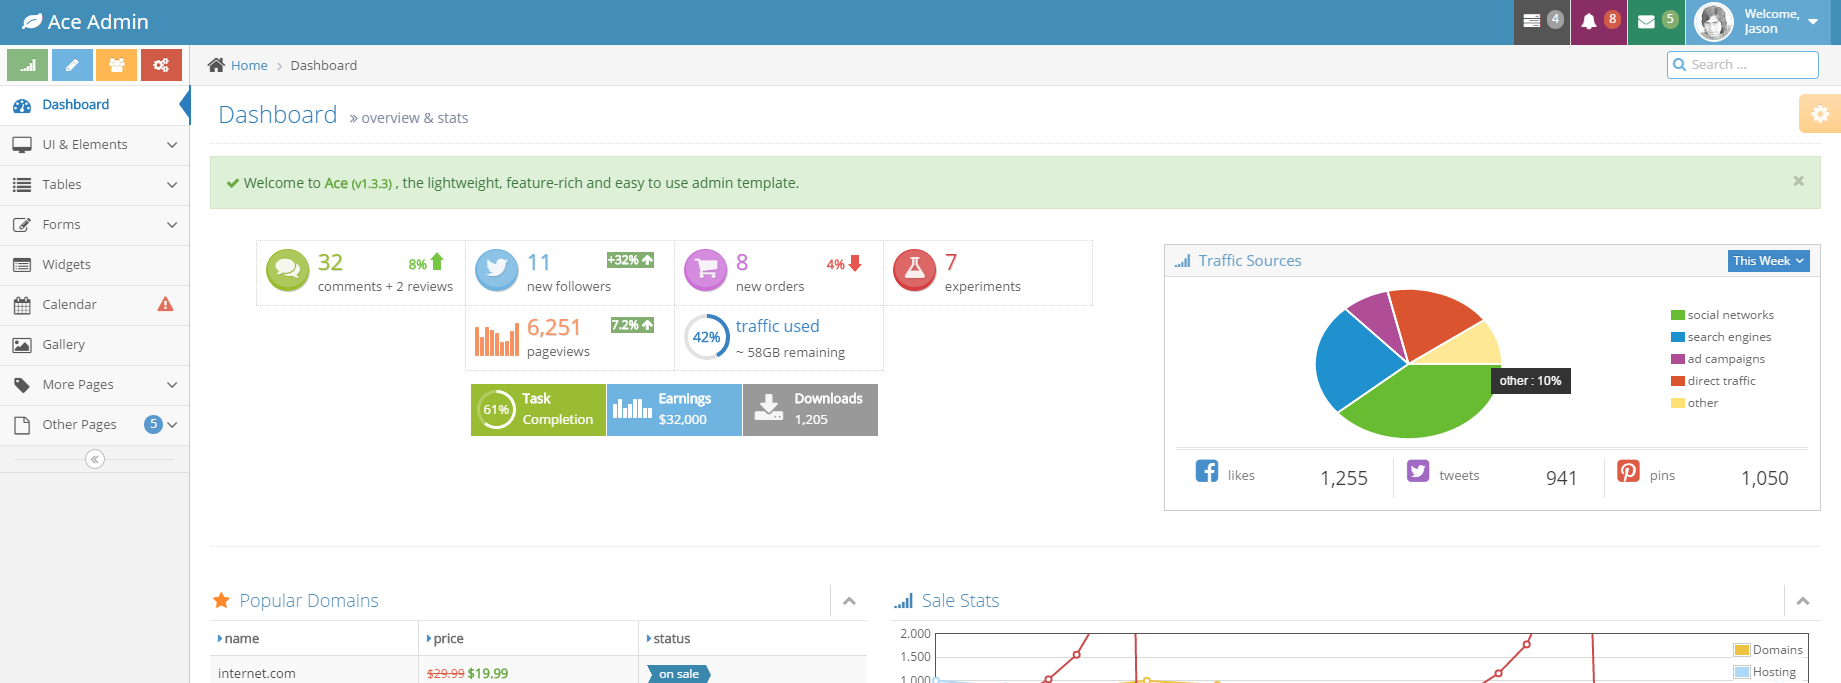 Ace Admin
4
8
5
Welcome,
Jason
Home > Dashboard
Search ...
Dashboard
UI & Elements
Tables
Forms
Widgets
Calendar
Gallery
More Pages
Other Pages 5
Dashboard » overview & stats
Welcome to Ace (v1.3.3) , the lightweight, feature-rich and easy to use admin template.
×
32 8%
comments + 2 reviews
11 +32%
new followers
8 4%
new orders
7
experiments
6,251 7.2%
pageviews
42% traffic used
~ 58GB remaining
61% Task
Completion
Earnings
$32,000
Downloads
1,205
Traffic Sources
This Week
social networks
search engines
ad campaigns
direct traffic
other
other : 10%
likes 1,255
tweets 941
pins 1,050
Popular Domains
name price status
internet.com $29.99 $19.99 on sale
Sale Stats
2.000
1.500
1.000
Domains
Hosting